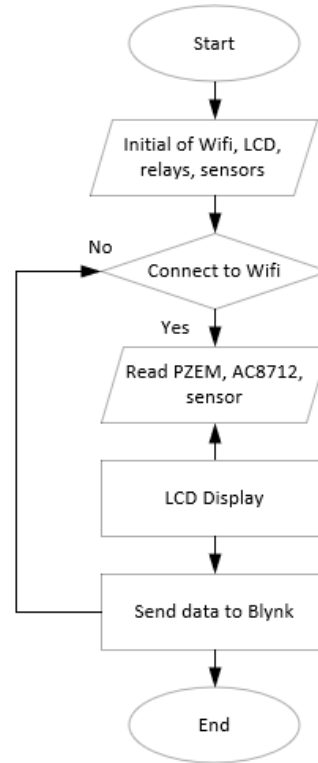 Start
Initial of Wifi, LCD,
relays, sensors
No
Connect to Wifi
Yes
Read PZEM, AC8712,
sensor
LCD Display
Send data to Blynk
End